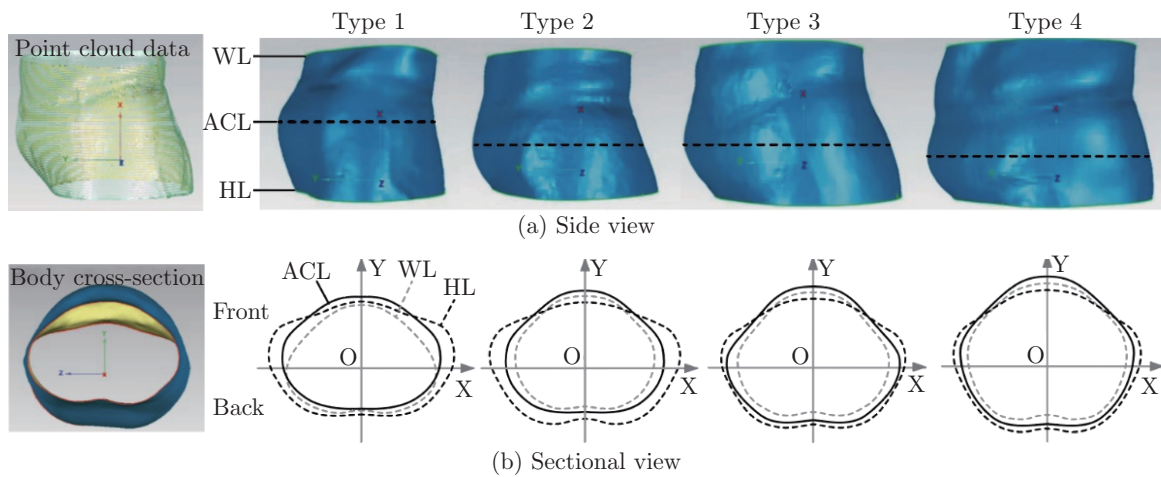 Type 1 Type 2 Type 3 Type 4
Point cloud data
WL
ACL
HL
X
Y
Z
X
Y
Z
X
Y
Z
X
Y
Z
X
Z
(a) Side view
Body cross-section
ACL Y WL HL Y Y Y
Front
O O O O
X X X X
Back
Y
Z
X
(b) Sectional view